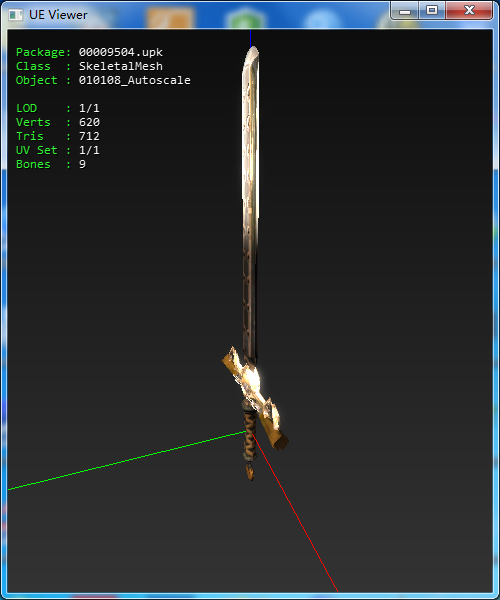 UE Viewer
Package: 00009504.upk
Class  : SkeletalMesh
Object : 010108_Autoscale
LOD    : 1/1
Verts  : 620
Tris   : 712
UV Set : 1/1
Bones  : 9